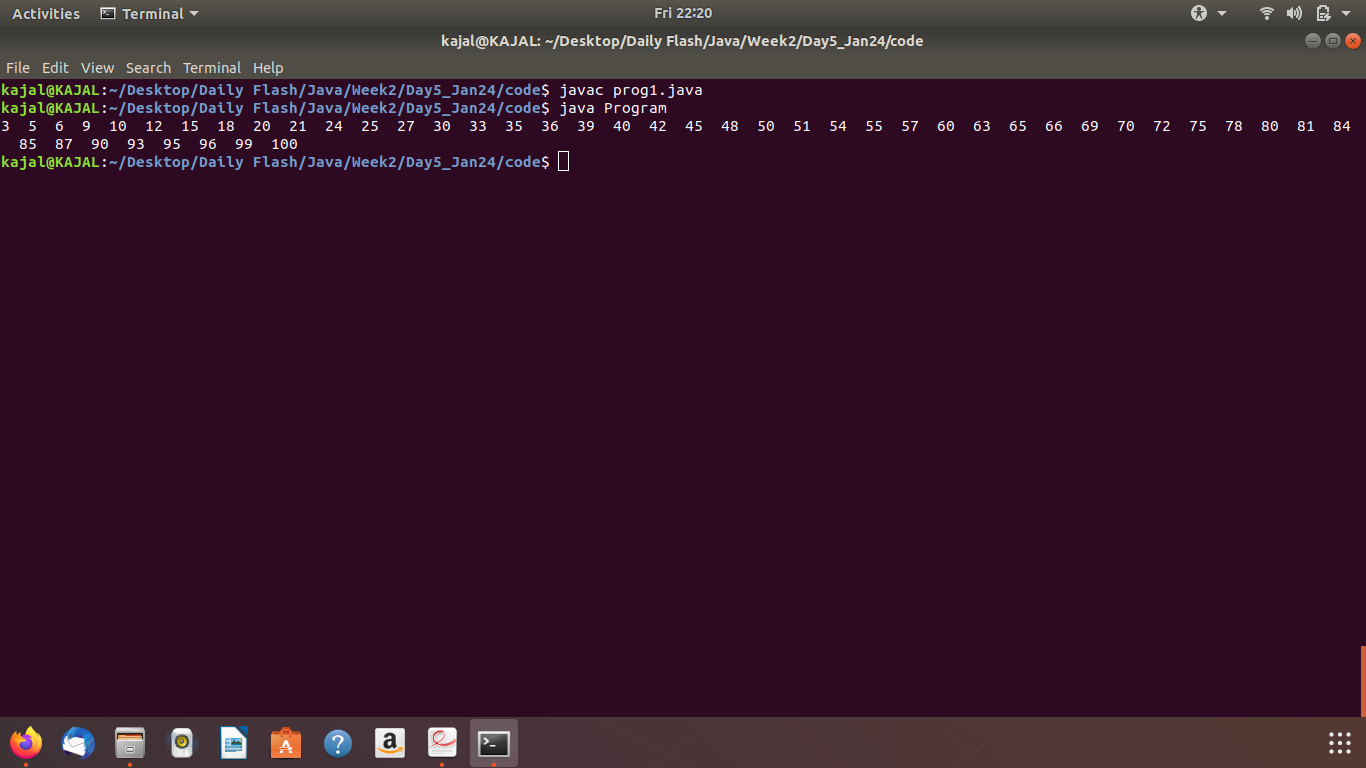 Activities Terminal Fri 22:20
kajal@KAJAL: ~/Desktop/Daily Flash/Java/Week2/Day5_Jan24/code
File Edit View Search Terminal Help
kajal@KAJAL:~/Desktop/Daily Flash/Java/Week2/Day5_Jan24/code$ javac prog1.java
kajal@KAJAL:~/Desktop/Daily Flash/Java/Week2/Day5_Jan24/code$ java Program
3 5 6 9 10 12 15 18 20 21 24 25 27 30 33 35 36 39 40 42 45 48 50 51 54 55 57 60 63 65 66 69 70 72 75 78 80 81 84
85 87 90 93 95 96 99 100
kajal@KAJAL:~/Desktop/Daily Flash/Java/Week2/Day5_Jan24/code$